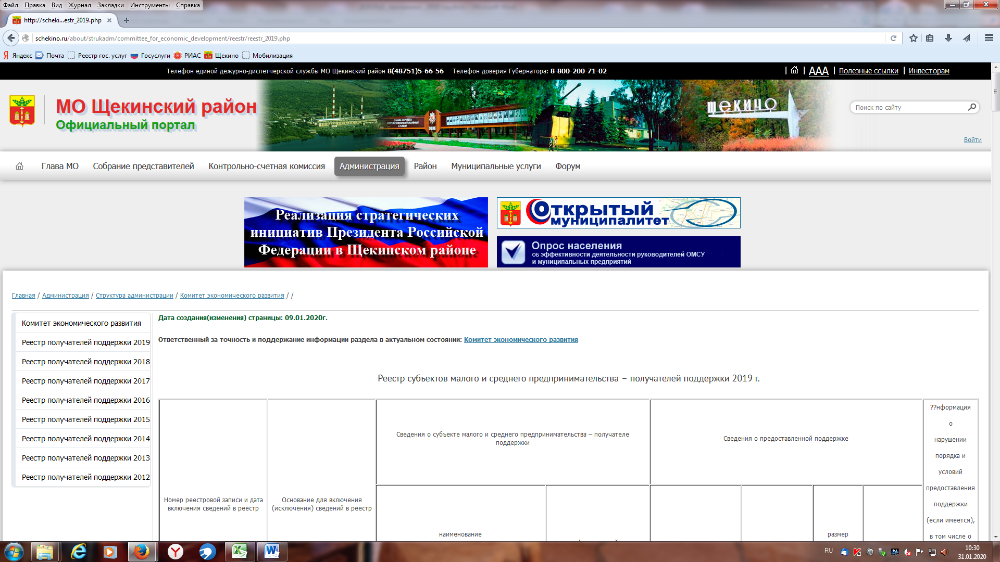 Файл Правка Вид Журнал Закладки Инструменты Справка
http://scheki...estr_2019.php
schekino.ru/about/strukadm/committee_for_economic_development/reestr/reestr_2019.php
Яндекс Почта Реестр гос. услуг Госуслуги РИАС Щекино Мобилизация
Телефон единой дежурно-диспетчерской службы МО Щекинский район 8(48751)5-66-56 Телефон доверия Губернатора: 8-800-200-71-02
| | ААА | Полезные ссылки | Инвесторам
МО Щекинский район
Официальный портал
СЛАВА ГЕРОЯМ
ОТЕЧЕСТВЕННОЙ ВОЙНЫ!
СЛАВА!
щекино
Поиск по сайту
Войти
Глава МО Собрание представителей Контрольно-счетная комиссия Администрация Район Муниципальные услуги Форум
Реализация стратегических
инициатив Президента Российской
Федерации в Щекинском районе
Открытый
муниципалитет
Опрос населения
об эффективности деятельности руководителей ОМСУ
и муниципальных предприятий
Главная / Администрация / Структура администрации / Комитет экономического развития / /
Комитет экономического развития
Реестр получателей поддержки 2019
Реестр получателей поддержки 2018
Реестр получателей поддержки 2017
Реестр получателей поддержки 2016
Реестр получателей поддержки 2015
Реестр получателей поддержки 2014
Реестр получателей поддержки 2013
Реестр получателей поддержки 2012
Дата создания(изменения) страницы: 09.01.2020г.
Ответственный за точность и поддержание информации раздела в актуальном состоянии: Комитет экономического развития
Реестр субъектов малого и среднего предпринимательства – получателей поддержки 2019 г.
Номер реестровой записи и дата
включения сведений в реестр
Основание для включения
(исключения) сведений в реестр
Сведения о субъекте малого и среднего предпринимательства – получателе
поддержки
Сведения о предоставленной поддержке
??нформация
о
нарушении
порядка и
условий
предоставления
поддержки
(если имеется),
в том числе о
наименование
размер
RU
10:30
31.01.2020